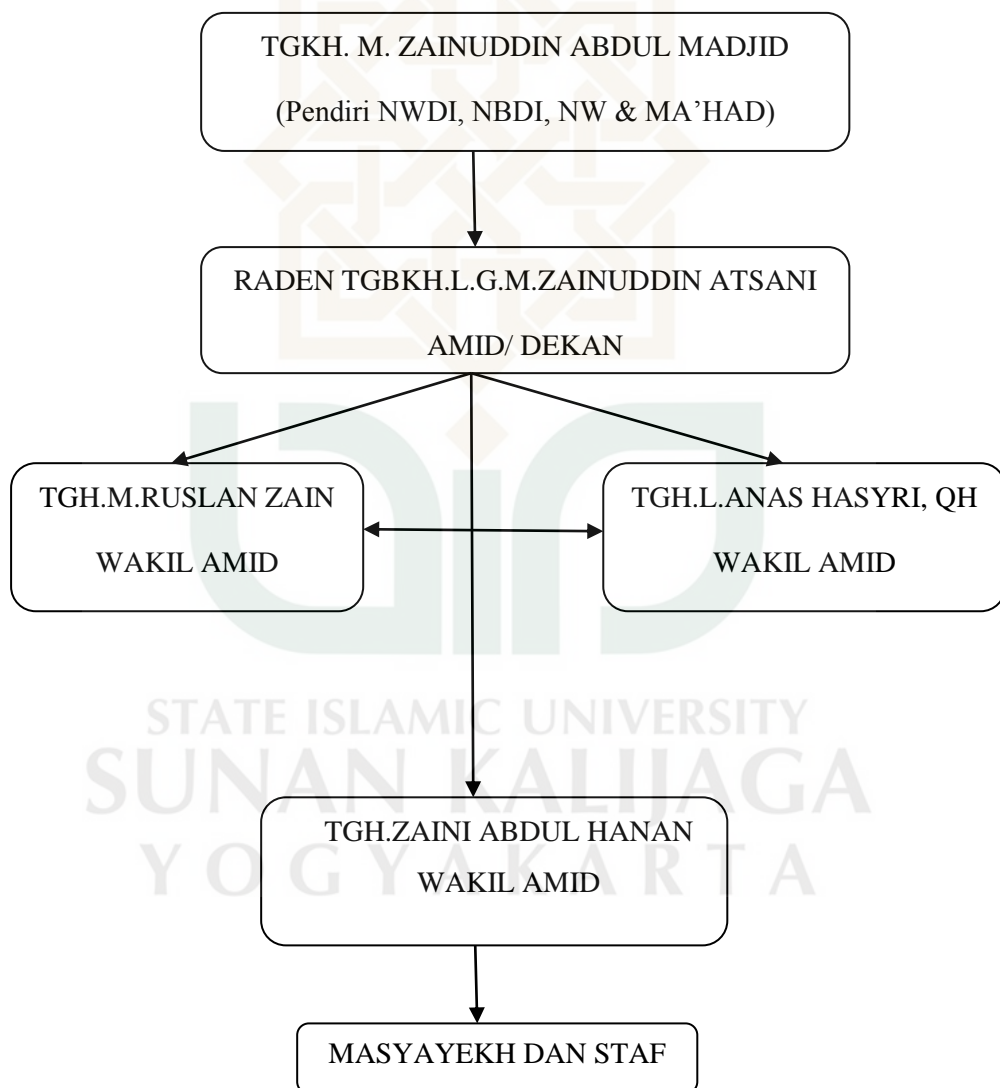 TGKH. M. ZAINUDDIN ABDUL MADJID
(Pendiri NWDI, NBDI, NW & MA’HAD)
RADEN TGBKH.L.G.M.ZAINUDDIN ATSANI
AMID/ DEKAN
TGH.M.RUSLAN ZAIN
WAKIL AMID
TGH.L.ANAS HASYRI, QH
WAKIL AMID
STATE ISLAMIC UNIVERSITY
SUNAN KALIJAGA
YOGYAKARTA
TGH.ZAINI ABDUL HANAN
WAKIL AMID
MASYAYEKH DAN STAF